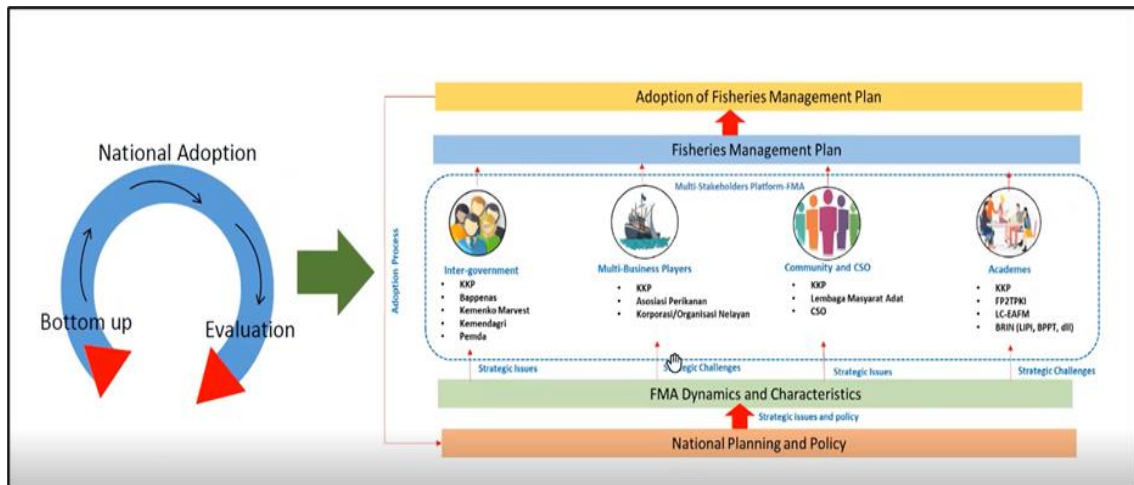 National Adoption
Bottom up
Evaluation
Adoption of Fisheries Management Plan
Fisheries Management Plan
Multi-Stakeholders Platform-FMA
Adoption Process
Inter-government
• KKP
• Bappenas
• Kemenko Marvest
• Kemendagri
• Pemda
Multi-Business Players
• KKP
• Asosiasi Perikanan
• Korporasi/Organisasi Nelayan
Community and CSO
• KKP
• Lembaga Masyarat Adat
• CSO
Academes
• KKP
• FP2TPKI
• LC-EAFM
• BRIN (LIPI, BPPT, dll)
Strategic Issues
Challenges
Strategic Issues
Strategic Challenges
FMA Dynamics and Characteristics
Strategic issues and policy
National Planning and Policy